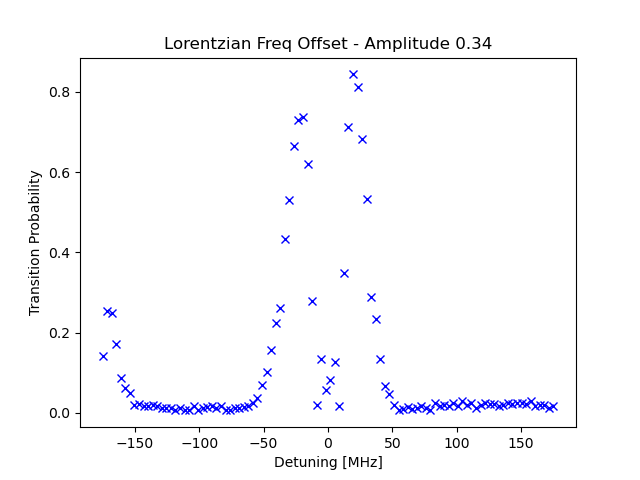 Lorentzian Freq Offset - Amplitude 0.34
Transition Probability
0.8
0.6
0.4
0.2
0.0
−150 −100 −50 0 50 100 150
Detuning [MHz]